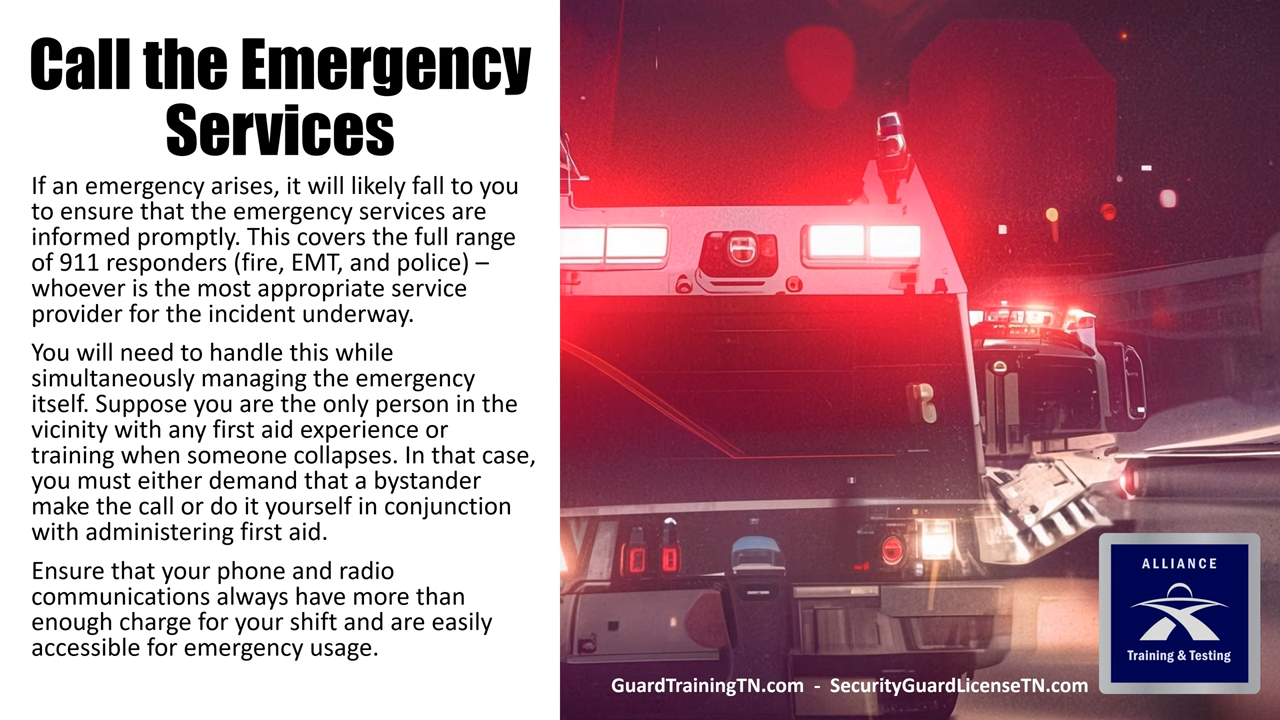 Call the Emergency
Services
If an emergency arises, it will likely fall to you
to ensure that the emergency services are
informed promptly. This covers the full range
of 911 responders (fire, EMT, and police) –
whoever is the most appropriate service
provider for the incident underway.
You will need to handle this while
simultaneously managing the emergency
itself. Suppose you are the only person in the
vicinity with any first aid experience or
training when someone collapses. In that case,
you must either demand that a bystander
make the call or do it yourself in conjunction
with administering first aid.
Ensure that your phone and radio
communications always have more than
enough charge for your shift and are easily
accessible for emergency usage.
ALLIANCE
Training & Testing
GuardTrainingTN.com - SecurityGuardLicenseTN.com